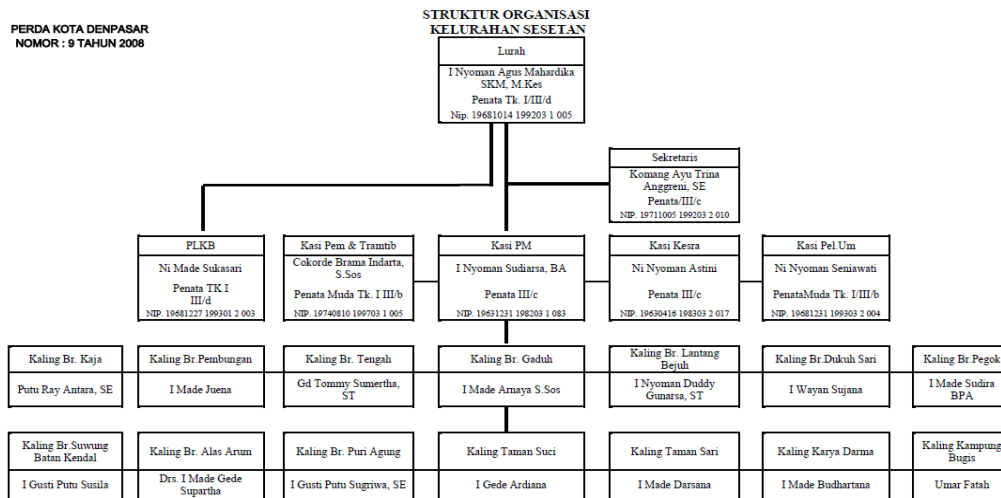 PERDA KOTA DENPASAR
NOMOR : 9 TAHUN 2008
STRUKTUR ORGANISASI
KELURAHAN SESETAN
Lurah
I Nyoman Agus Mahardika
SKM, M.Kes
Penata Tk. I/III/d
Nip. 19681014 199203 1 005
Sekretaris
Komang Ayu Trina
Anggreni, SE
Penata/III/c
NIP. 19711005 199203 2 010
PLKB
Ni Made Sukasari
Penata TK I
III/d
NIP. 19681227 199301 2 003
Kasi Pem & Tramtib
Cokorde Brama Indarta,
S.Sos
Penata Muda Tk. I III/b
NIP. 19740810 199703 1 005
Kasi PM
I Nyoman Sudiarsa, BA
Penata III/c
NIP. 19631231 198203 1 083
Kasi Kesra
Ni Nyoman Astini
Penata III/c
NIP. 19630416 198303 2 017
Kasi Pel.Um
Ni Nyoman Seniawati
PenataMuda Tk. I/III/b
NIP. 19681231 199303 2 004
Kaling Br. Kaja
Putu Ray Antara, SE
Kaling Br.Pembungan
I Made Juena
Kaling Br. Tengah
Gd Tommy Sumertha,
ST
Kaling Br. Gaduh
I Made Arnaya S.Sos
Kaling Br. Lantang
Bejuh
I Nyoman Duddy
Gunarsa, ST
Kaling Br.Dukuh Sari
I Wayan Sujana
Kaling Br.Pegok
I Made Sudira
BPA
Kaling Br.Suwung
Batan Kendal
I Gusti Putu Susila
Kaling Br. Alas Arum
Drs. I Made Gede
Supartha
Kaling Br. Puri Agung
I Gusti Putu Sugriwa, SE
Kaling Taman Suci
I Gede Ardiana
Kaling Taman Sari
I Made Darsana
Kaling Karya Darma
I Made Budhartana
Kaling Kampung
Bugis
Umar Fatah